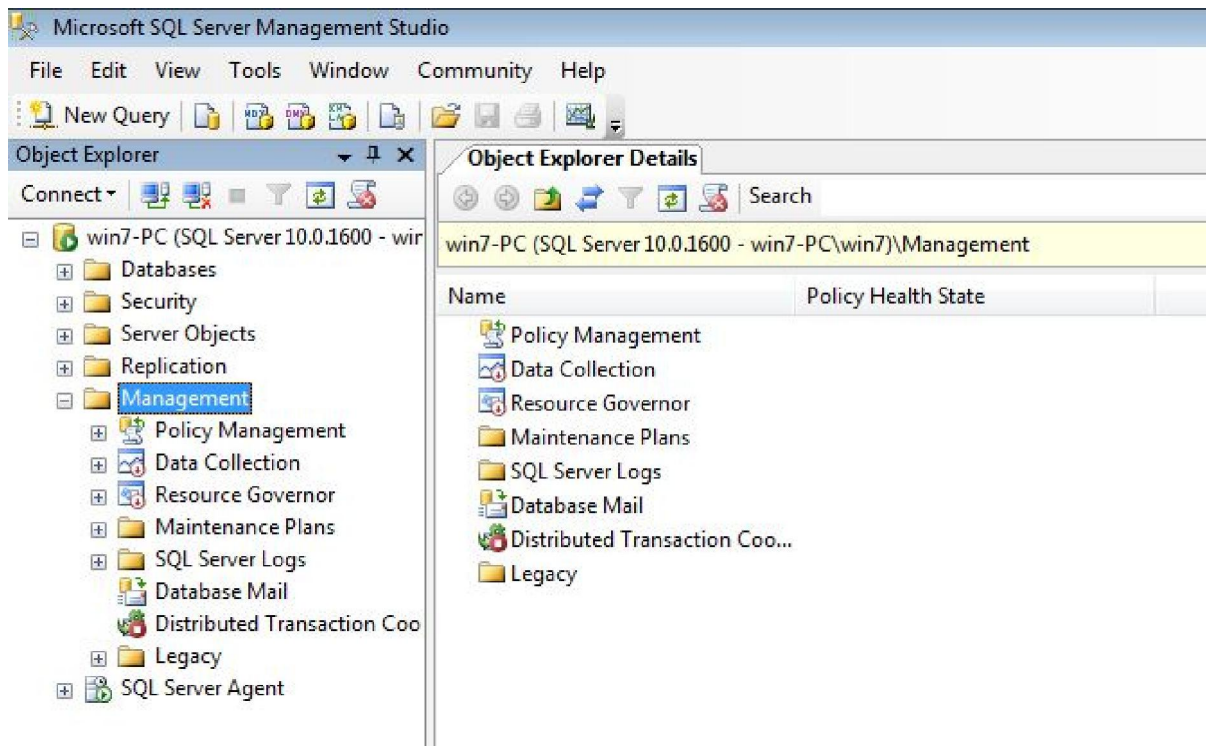 Microsoft SQL Server Management Studio
File Edit View Tools Window Community Help
New Query
Object Explorer
Connect
win7-PC (SQL Server 10.0.1600 - win
Databases
Security
Server Objects
Replication
Management
Policy Management
Data Collection
Resource Governor
Maintenance Plans
SQL Server Logs
Database Mail
Distributed Transaction Coo
Legacy
SQL Server Agent
Object Explorer Details
Search
win7-PC (SQL Server 10.0.1600 - win7-PC\win7)\Management
Name Policy Health State
Policy Management
Data Collection
Resource Governor
Maintenance Plans
SQL Server Logs
Database Mail
Distributed Transaction Coo...
Legacy